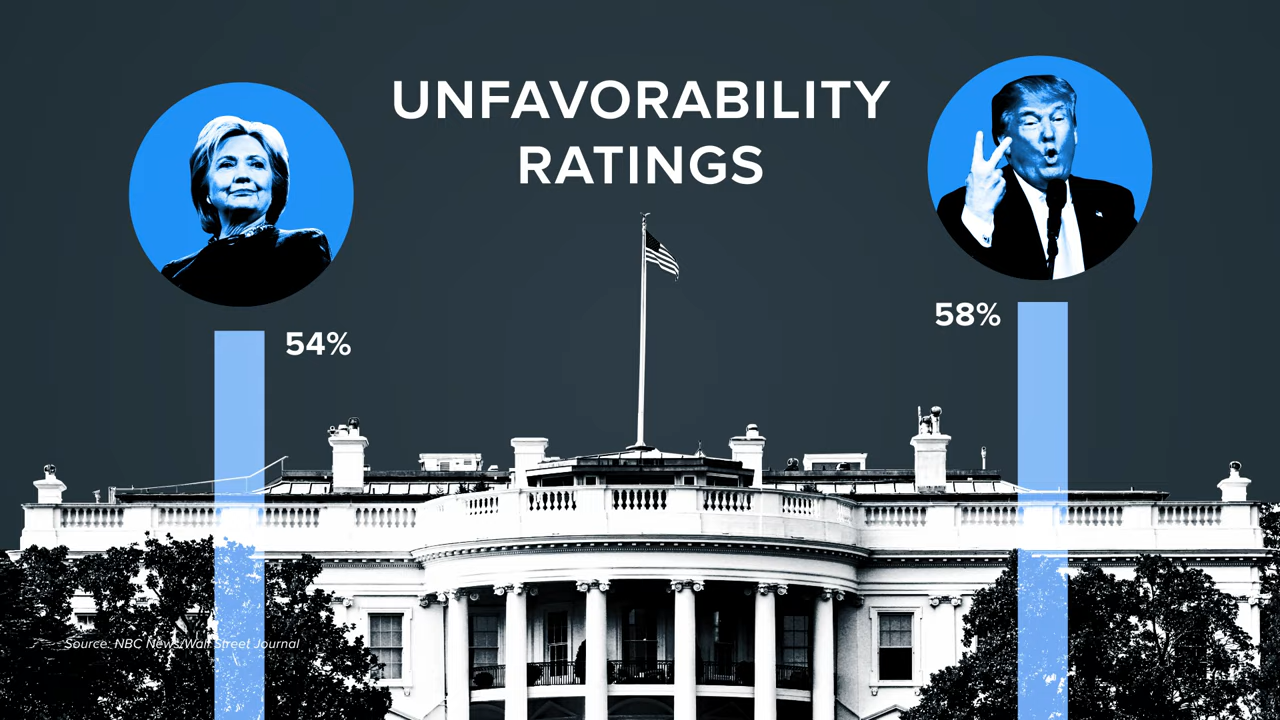 UNFAVORABILITY
RATINGS
54%
58%
Source: NBC News/Wall Street Journal